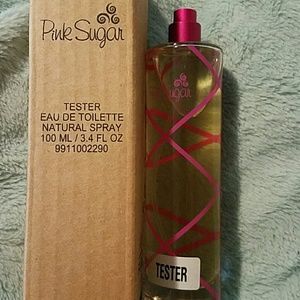 Pink Sugar
TESTER
EAU DE TOILETTE
NATURAL SPRAY
100 ML / 3.4 FL OZ
9911002290
Sugar
TESTER